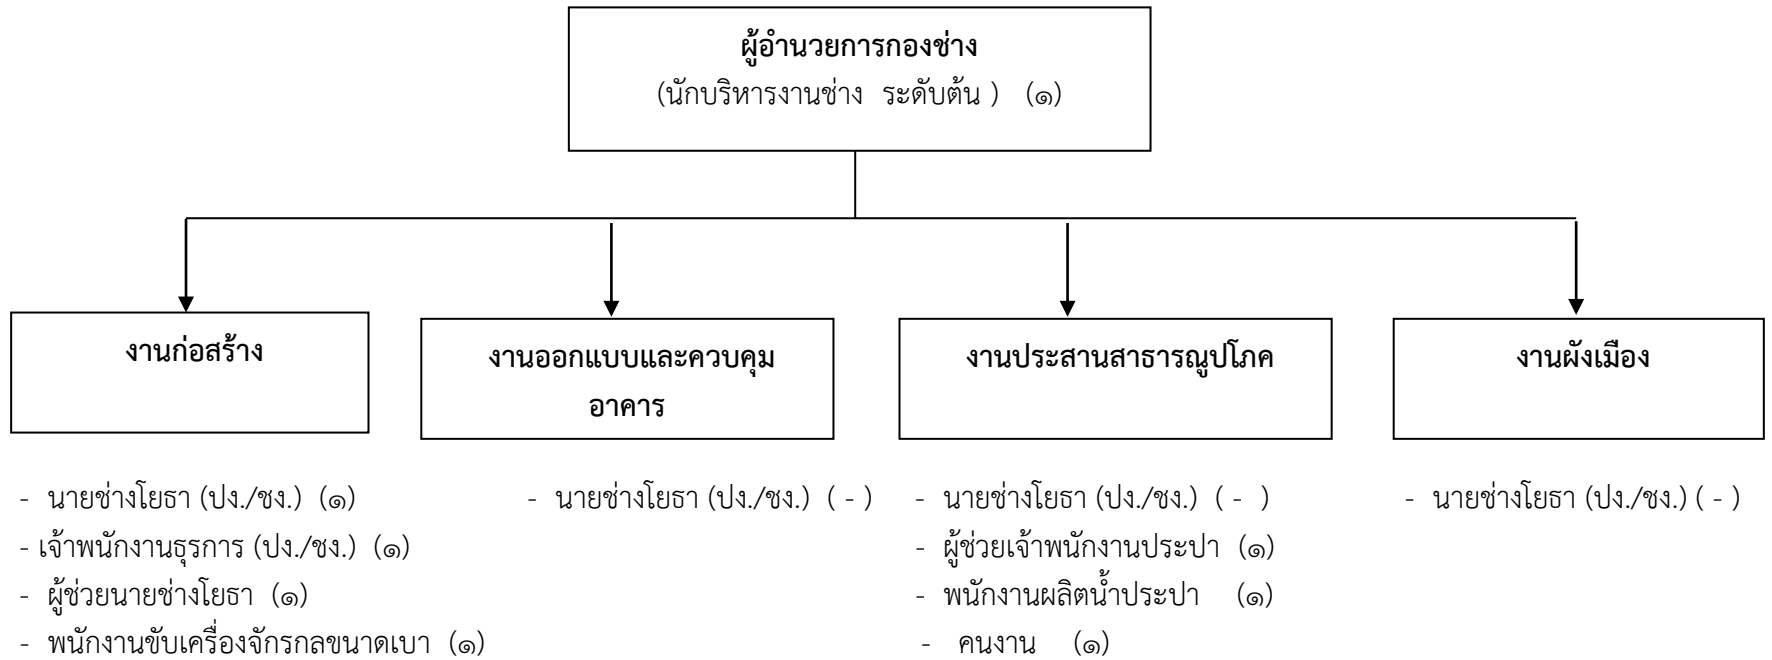 ผู้อำนวยการกองช่าง
(นักบริหารงานช่าง ระดับต้น ) (๑)
งานก่อสร้าง
งานออกแบบและควบคุม
อาคาร
งานประสานสาธารณูปโภค
งานผังเมือง
- นายช่างโยธา (ปง./ชง.) (๑)
- เจ้าพนักงานธุรการ (ปง./ชง.) (๑)
- ผู้ช่วยนายช่างโยธา (๑)
- พนักงานขับเครื่องจักรกลขนาดเบา (๑)
- นายช่างโยธา (ปง./ชง.) ( - )
- นายช่างโยธา (ปง./ชง.) ( - )
- ผู้ช่วยเจ้าพนักงานประปา (๑)
- พนักงานผลิตน้ำประปา (๑)
- คนงาน (๑)
- นายช่างโยธา (ปง./ชง.) ( - )